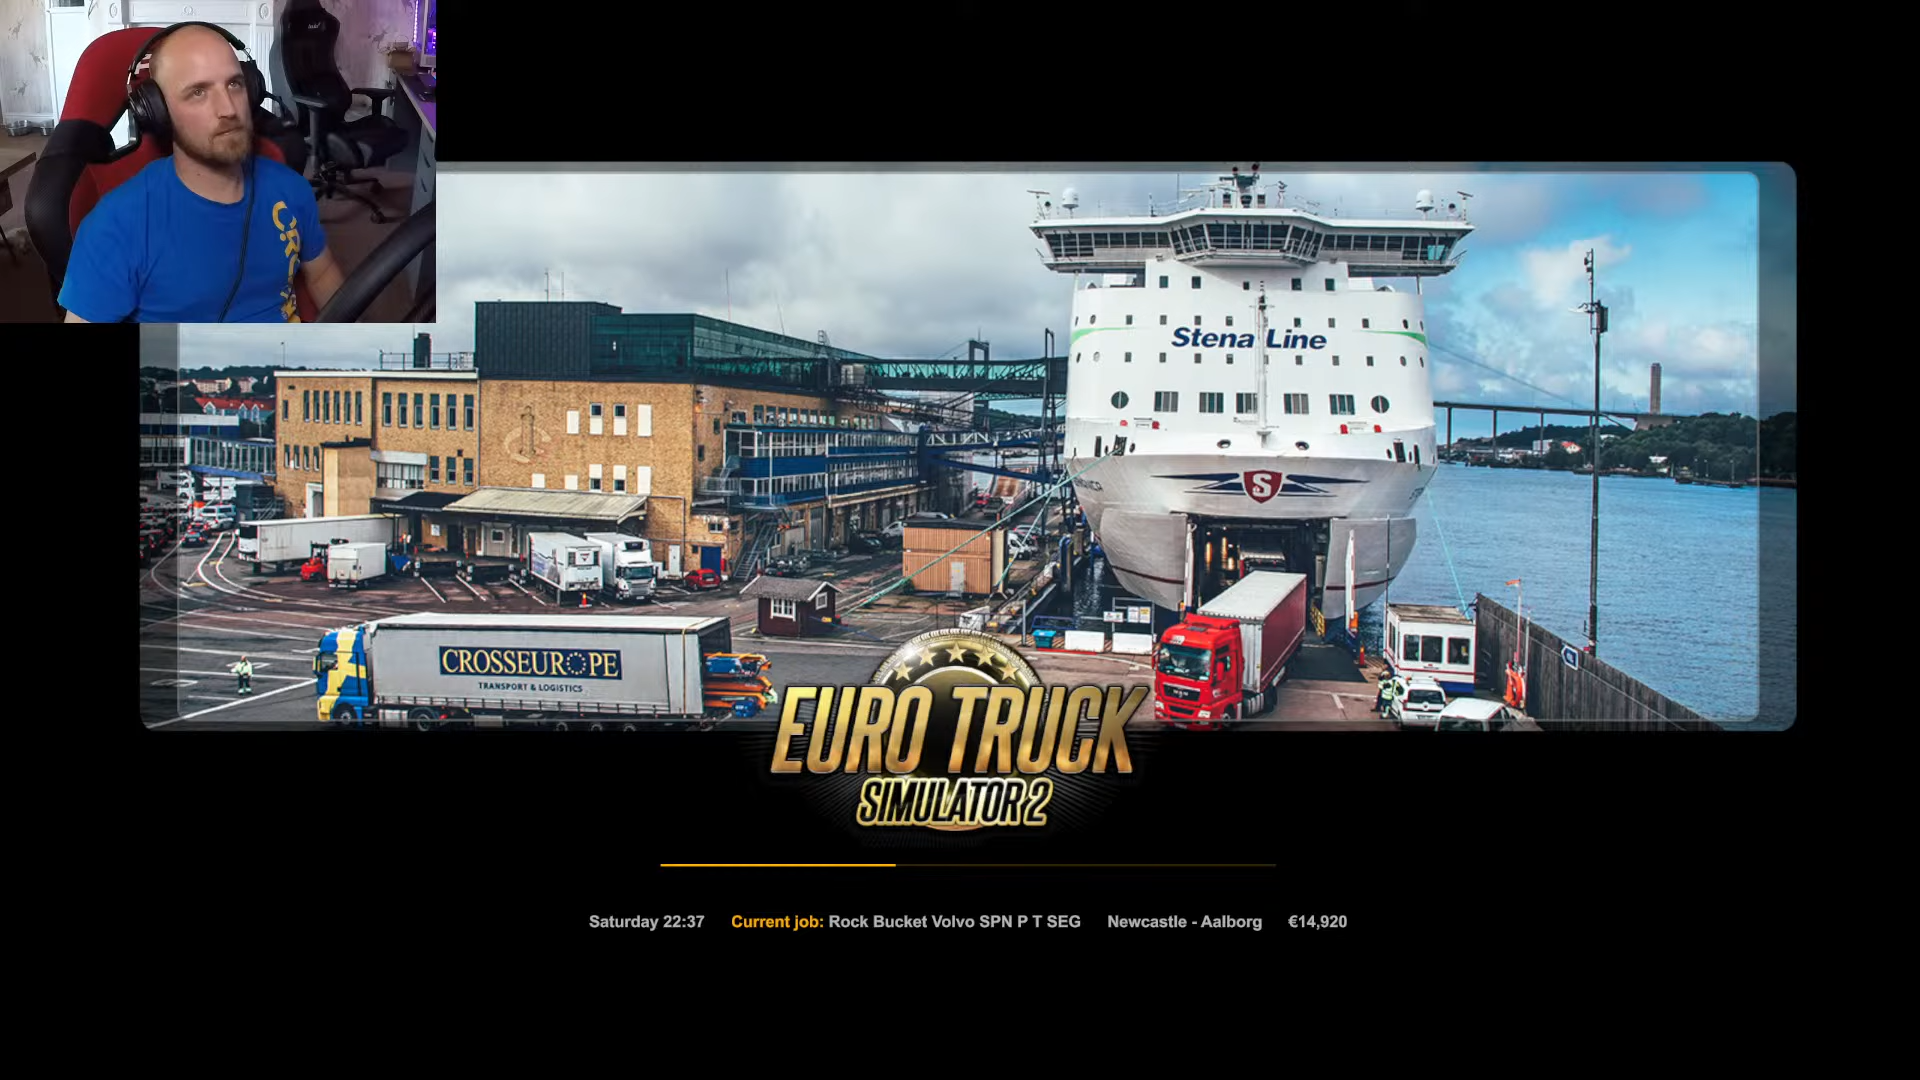 Stena Line
S
CROSSEUROPE
TRANSPORT & LOGISTICS
EURO TRUCK
SIMULATOR 2
Saturday 22:37 Current job: Rock Bucket Volvo SPN P T SEG Newcastle - Aalborg €14,920